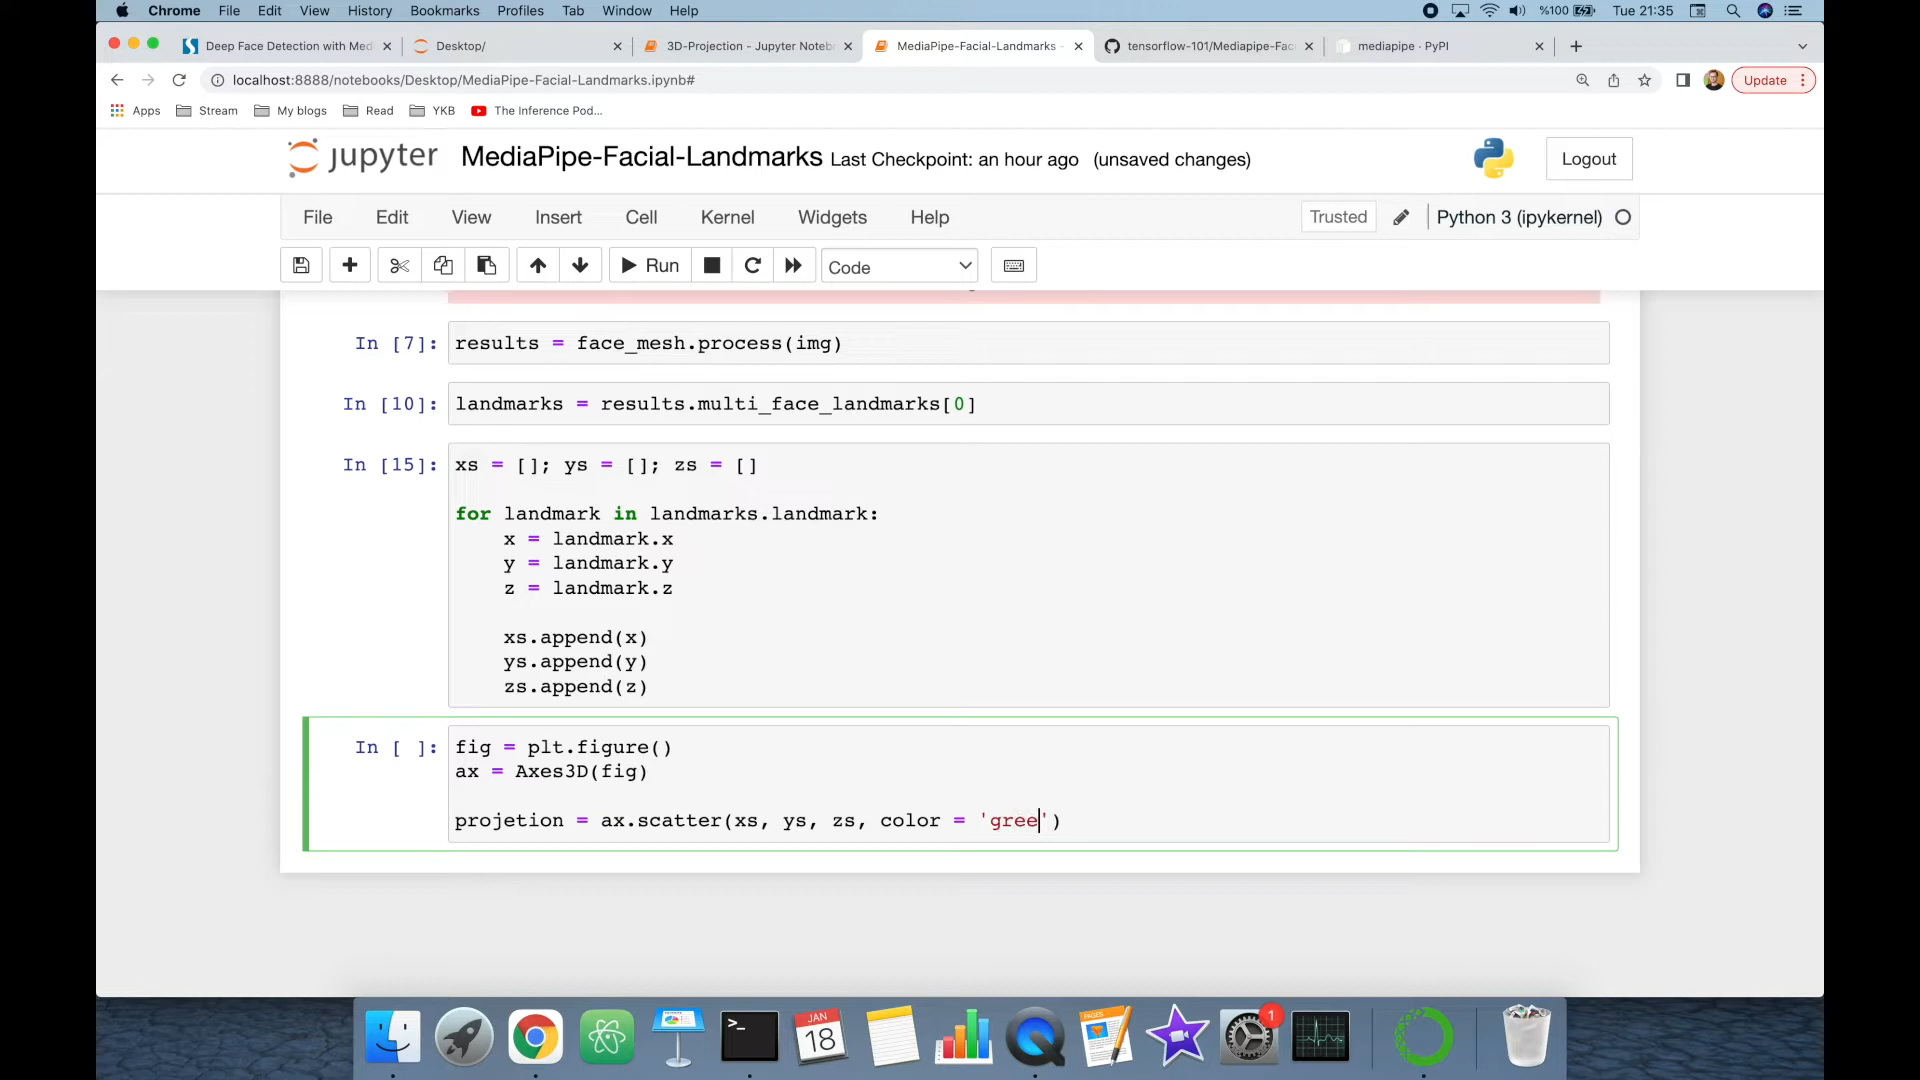 Chrome File Edit View History Bookmarks Profiles Tab Window Help %100 Tue 21:35
Deep Face Detection with Med Desktop/ 3D-Projection - Jupyter Noteb MediaPipe-Facial-Landmarks - tensorflow-101/Mediapipe-Fac mediapipe · PyPI
localhost:8888/notebooks/Desktop/MediaPipe-Facial-Landmarks.ipynb# Update
Apps Stream My blogs Read YKB The Inference Pod...
jupyter MediaPipe-Facial-Landmarks Last Checkpoint: an hour ago (unsaved changes) Logout
File Edit View Insert Cell Kernel Widgets Help Trusted Python 3 (ipykernel)
Run Code
In [7]: results = face_mesh.process(img)
In [10]: landmarks = results.multi_face_landmarks[0]
In [15]: xs = []; ys = []; zs = []
for landmark in landmarks.landmark:
x = landmark.x
y = landmark.y
z = landmark.z
xs.append(x)
ys.append(y)
zs.append(z)
In [ ]: fig = plt.figure()
ax = Axes3D(fig)
projetion = ax.scatter(xs, ys, zs, color = 'gree')
JAN
18
PAGES
1